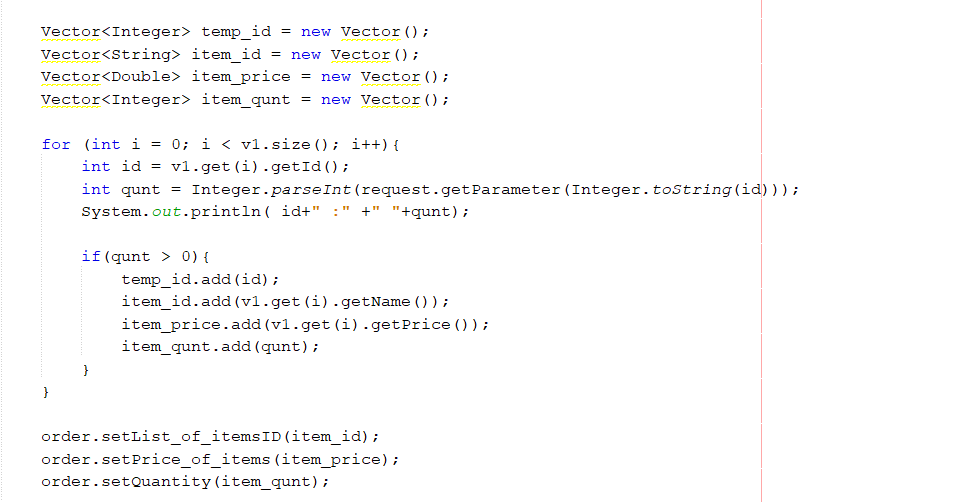 Vector<Integer> temp_id = new Vector();
Vector<String> item_id = new Vector();
Vector<Double> item_price = new Vector();
Vector<Integer> item_qunt = new Vector();
for (int i = 0; i < v1.size(); i++){
int id = v1.get(i).getId();
int qunt = Integer.parseInt(request.getParameter(Integer.toString(id)));
System.out.println( id+" :" +" "+qunt);
if(qunt > 0){
temp_id.add(id);
item_id.add(v1.get(i).getName());
item_price.add(v1.get(i).getPrice());
item_qunt.add(qunt);
}
}
order.setList_of_itemsID(item_id);
order.setPrice_of_items(item_price);
order.setQuantity(item_qunt);